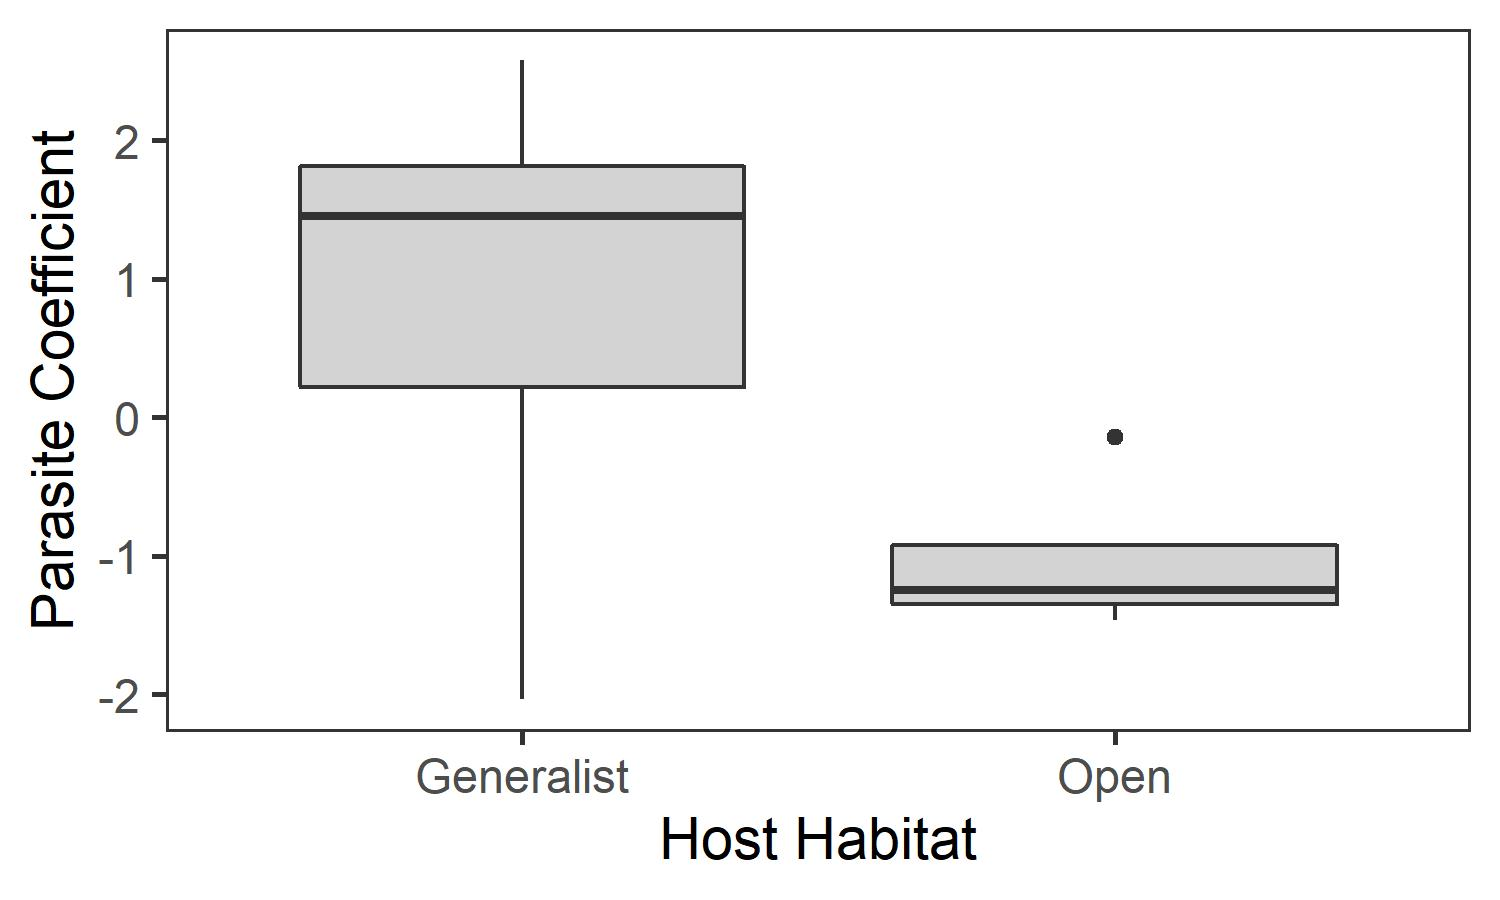 Parasite Coefficient
2
1
0
-1
-2
Generalist
Open
Host Habitat